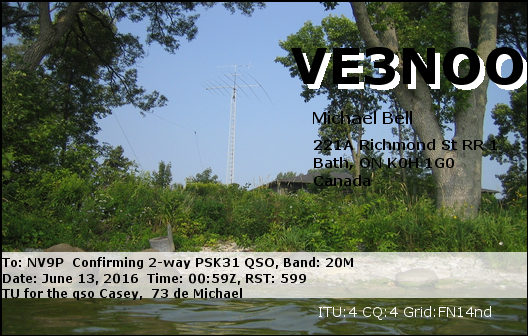 VE3NOO
Michael Bell
221A Richmond St RR 1
Bath, ON K0H 1G0
Canada
To: NV9P Confirming 2-way PSK31 QSO, Band: 20M
Date: June 13, 2016 Time: 00:59Z, RST: 599
TU for the qso Casey, 73 de Michael
ITU:4 CQ:4 Grid:FN14nd